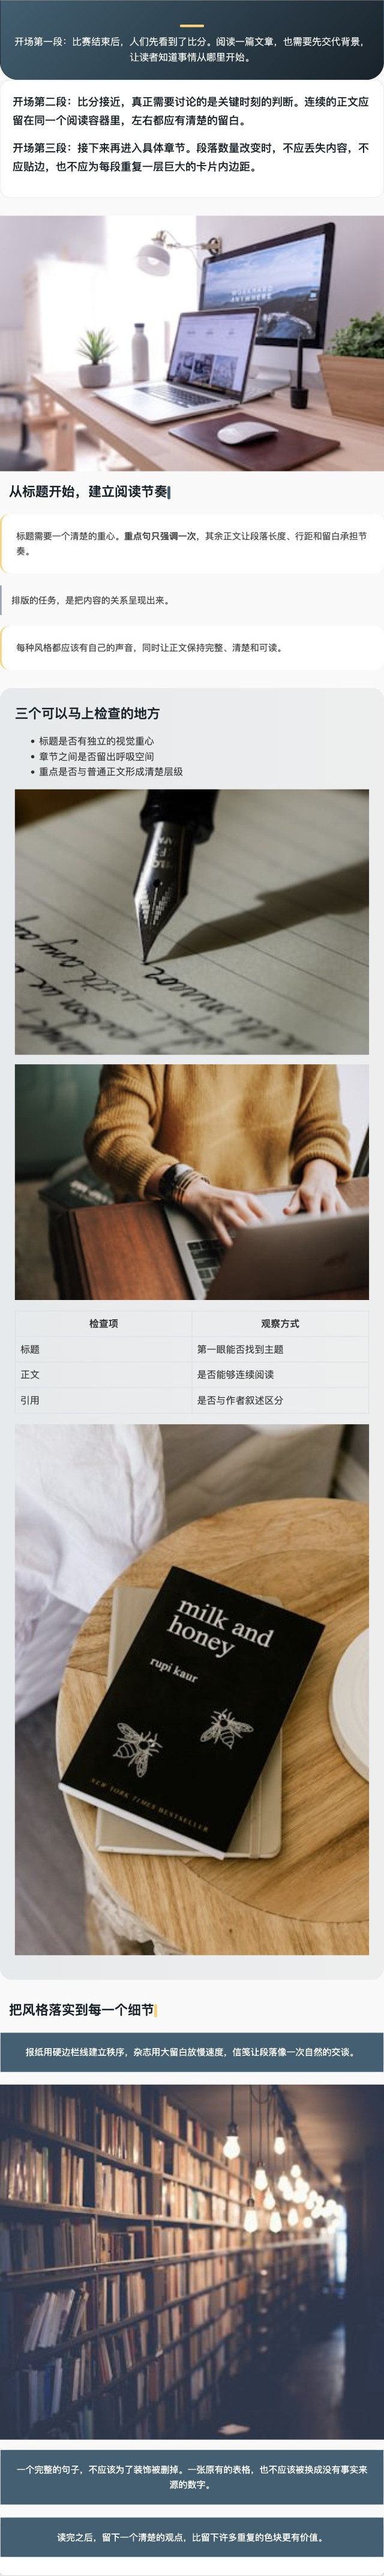 开场第一段：比赛结束后，人们先看到了比分。阅读一篇文章，也需要先交代背景，
让读者知道事情从哪里开始。
开场第二段：比分接近，真正需要讨论的是关键时刻的判断。连续的正文应
留在同一个阅读容器里，左右都应有清楚的留白。
开场第三段：接下来再进入具体章节。段落数量改变时，不应丢失内容，不
应贴边，也不应为每段重复一层巨大的卡片内边距。
从标题开始，建立阅读节奏
标题需要一个清楚的重心。重点句只强调一次，其余正文让段落长度、行距和留白承担节
奏。
排版的任务，是把内容的关系呈现出来。
每种风格都应该有自己的声音，同时让正文保持完整、清楚和可读。
三个可以马上检查的地方
标题是否有独立的视觉重心
章节之间是否留出呼吸空间
重点是否与普通正文形成清楚层级
检查项 观察方式
标题 第一眼能否找到主题
正文 是否能够连续阅读
引用 是否与作者叙述区分
milk and
honey
rupi kaur
NEW YORK TIMES BESTSELLER
把风格落实到每一个细节
报纸用硬边栏线建立秩序，杂志用大留白放慢速度，信笺让段落像一次自然的交谈。
一个完整的句子，不应该为了装饰被删掉。一张原有的表格，也不应该被换成没有事实来
源的数字。
读完之后，留下一个清楚的观点，比留下许多重复的色块更有价值。